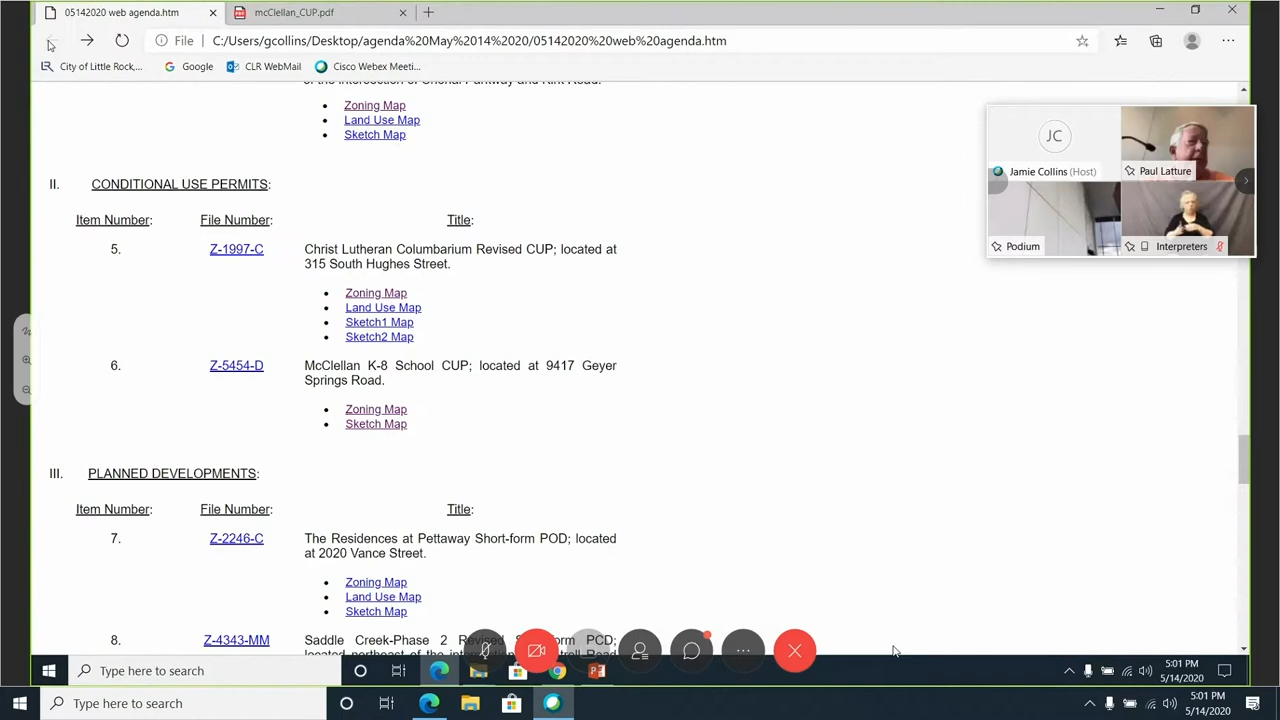 05142020 web agenda.htm
mcClellan_CUP.pdf
File
C:/Users/gcollins/Desktop/agenda%20May%2014%2020/05142020%20web%20agenda.htm
City of Little Rock,...
Google
CLR WebMail
Cisco Webex Meeti...
Zoning Map
Land Use Map
Sketch Map
II. CONDITIONAL USE PERMITS:
Item Number: File Number: Title:
5. Z-1997-C Christ Lutheran Columbarium Revised CUP; located at
315 South Hughes Street.
Zoning Map
Land Use Map
Sketch1 Map
Sketch2 Map
6. Z-5454-D McClellan K-8 School CUP; located at 9417 Geyer
Springs Road.
Zoning Map
Sketch Map
III. PLANNED DEVELOPMENTS:
Item Number: File Number: Title:
7. Z-2246-C The Residences at Pettaway Short-form POD; located
at 2020 Vance Street.
Zoning Map
Land Use Map
Sketch Map
8. Z-4343-MM Saddle Creek-Phase 2 Revised PCD;
JC
Jamie Collins (Host)
Paul Latture
Podium
Interpreters
Type here to search
5:01 PM
5/14/2020
Type here to search
5:01 PM
5/14/2020